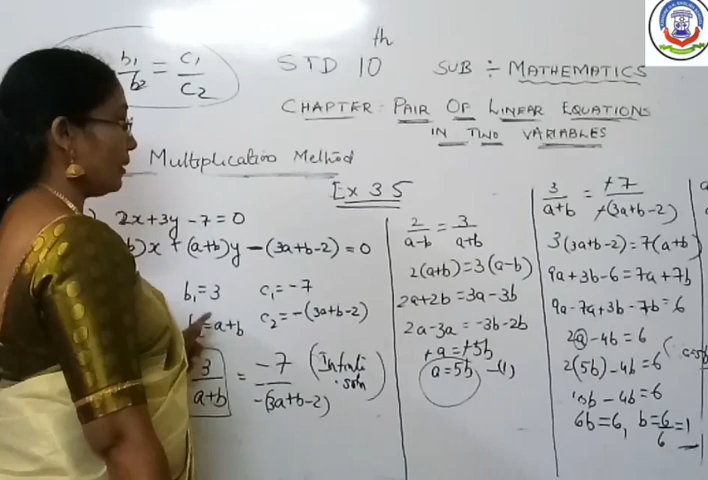 b₁/b₂ = c₁/c₂
STD 10th SUB ÷ MATHEMATICS
CHAPTER: PAIR OF LINEAR EQUATIONS
IN TWO VARIABLES
MULTIPLICATION METHOD
Ex 3 5
2x+3y-7=0
b)x + (a+b)y - (3a+b-2) = 0
b₁=3 c₁=-7
=a+b c₂=-(3a+b-2)
3/(a+b) = -7/-(3a+b-2)
2/(a-b) = 3/(a+b)
2(a+b)=3(a-b)
2a+2b=3a-3b
2a-3a=-3b-2b
+a=+5b
a=5b -(1)
3/(a+b) = +7/+(3a+b-2)
3(3a+b-2)=7(a+b)
9a+3b-6=7a+7b
9a-7a+3b-7b=6
2a-4b=6
2(5b)-4b=6
10b-4b=6
6b=6, b=6/6=1